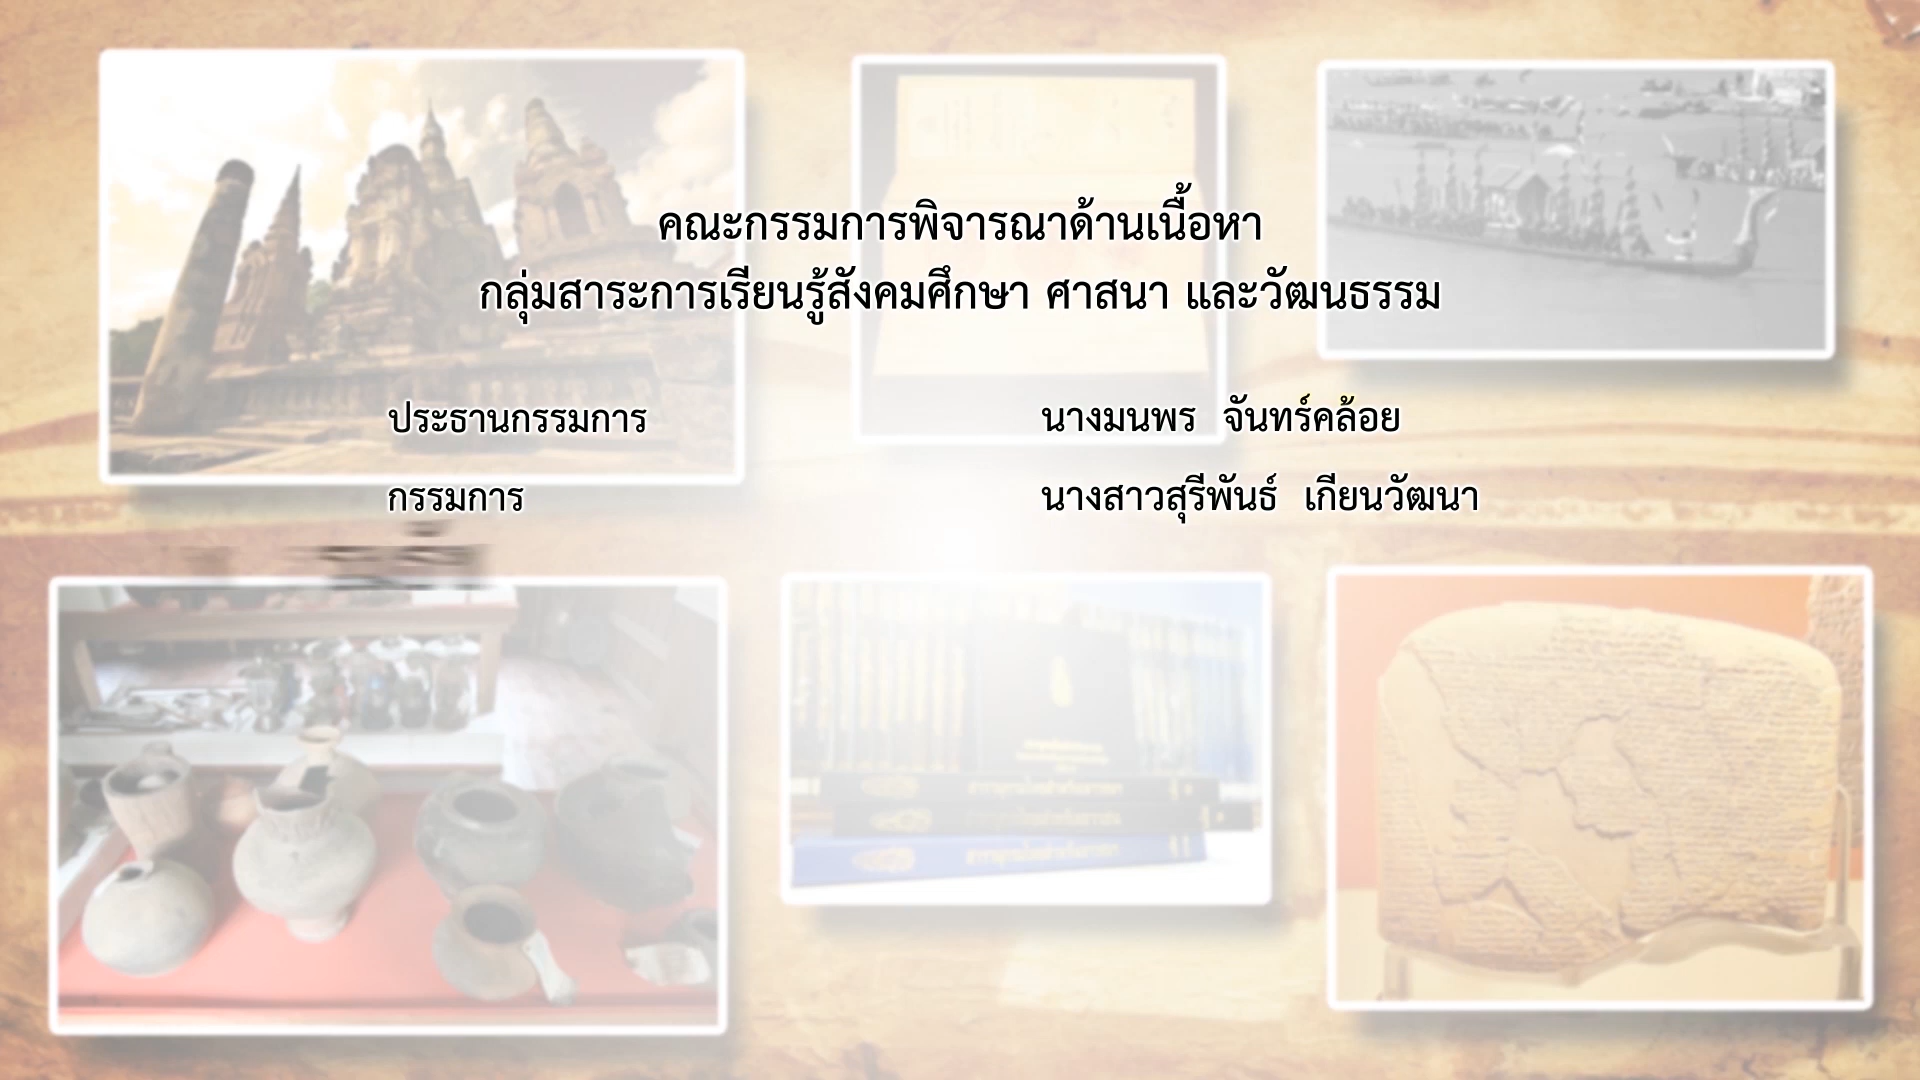 คณะกรรมการพิจารณาด้านเนื้อหา
กลุ่มสาระการเรียนรู้สังคมศึกษา ศาสนา และวัฒนธรรม
ประธานกรรมการ นางมนพร จันทร์คล้อย
กรรมการ นางสาวสุรีพันธ์ เกียนวัฒนา